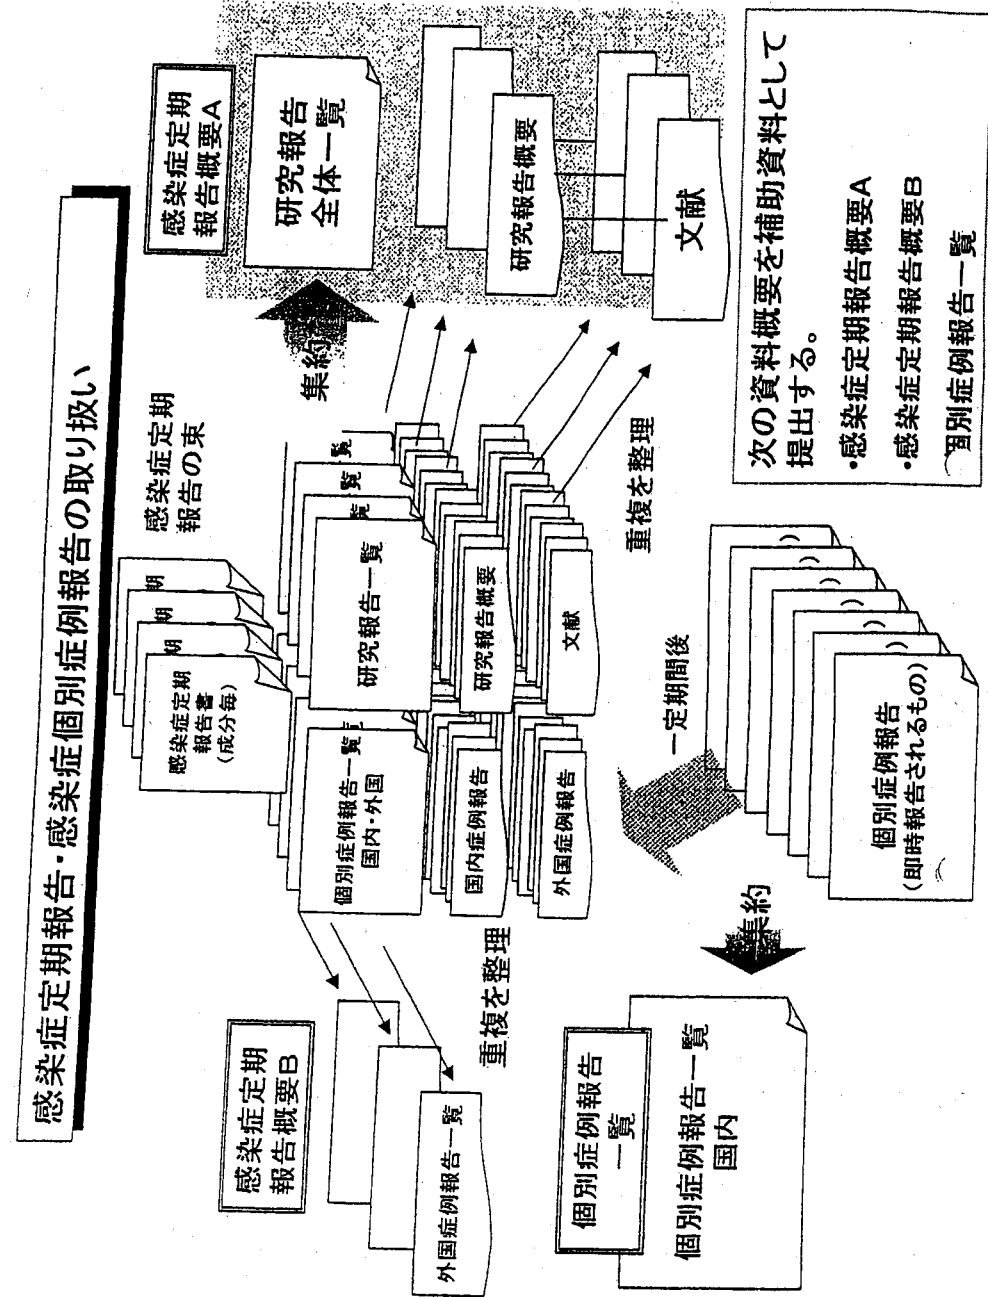 感染症定期報告・感染症個別症例報告の取り扱い
感染症定期
報告概要B
外国症例報告一覧
重複を整理
個別症例報告
一覧
個別症例報告一覧
国内
集約
感染症定期
報告書
(成分毎)
期
期
期
感染症定期
報告の束
個別症例報告一覧
国内・外国
覧
国内症例報告
外国症例報告
研究報告一覧
覧
覧
覧
研究報告概要
文献
重複を整理
一定期間後
個別症例報告
(即時報告されるもの)
集約
感染症定期
報告概要A
研究報告
全体一覧
研究報告概要
文献
次の資料概要を補助資料として
提出する。
・感染症定期報告概要A
・感染症定期報告概要B
個別症例報告一覧